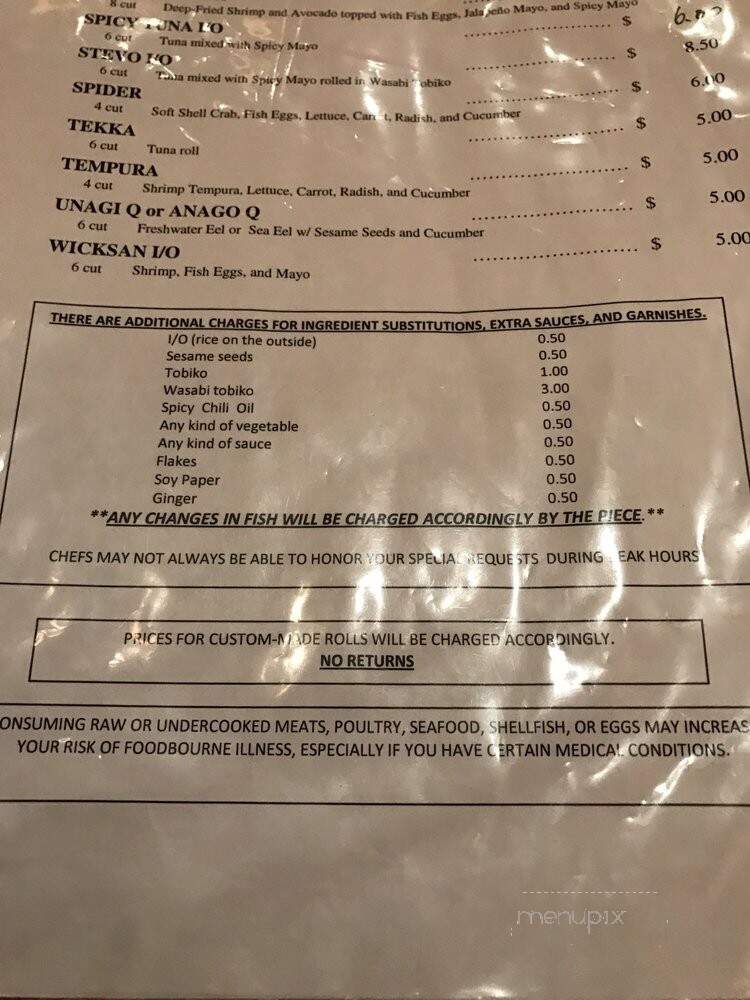 8 cut Deep-Fried Shrimp and Avocado topped with Fish Eggs, Jalapeño Mayo, and Spicy Mayo
SPICY TUNA I/O $
6 cut Tuna mixed with Spicy Mayo
STEVO I/O $ 8.50
6 cut Tuna mixed with Spicy Mayo rolled in Wasabi Tobiko
SPIDER $ 6.00
4 cut Soft Shell Crab, Fish Eggs, Lettuce, Carrot, Radish, and Cucumber
TEKKA $ 5.00
6 cut Tuna roll
TEMPURA $ 5.00
4 cut Shrimp Tempura, Lettuce, Carrot, Radish, and Cucumber
UNAGI Q or ANAGO Q $ 5.00
6 cut Freshwater Eel or Sea Eel w/ Sesame Seeds and Cucumber
WICKSAN I/O $ 5.00
6 cut Shrimp, Fish Eggs, and Mayo
THERE ARE ADDITIONAL CHARGES FOR INGREDIENT SUBSTITUTIONS, EXTRA SAUCES, AND GARNISHES.
I/O (rice on the outside) 0.50
Sesame seeds 0.50
Tobiko 1.00
Wasabi tobiko 3.00
Spicy Chili Oil 0.50
Any kind of vegetable 0.50
Any kind of sauce 0.50
Flakes 0.50
Soy Paper 0.50
Ginger 0.50
**ANY CHANGES IN FISH WILL BE CHARGED ACCORDINGLY BY THE PIECE.**
CHEFS MAY NOT ALWAYS BE ABLE TO HONOR YOUR SPECIAL REQUESTS DURING PEAK HOURS
PRICES FOR CUSTOM-MADE ROLLS WILL BE CHARGED ACCORDINGLY.
NO RETURNS
ONSUMING RAW OR UNDERCOOKED MEATS, POULTRY, SEAFOOD, SHELLFISH, OR EGGS MAY INCREAS
YOUR RISK OF FOODBOURNE ILLNESS, ESPECIALLY IF YOU HAVE CERTAIN MEDICAL CONDITIONS.
menupix